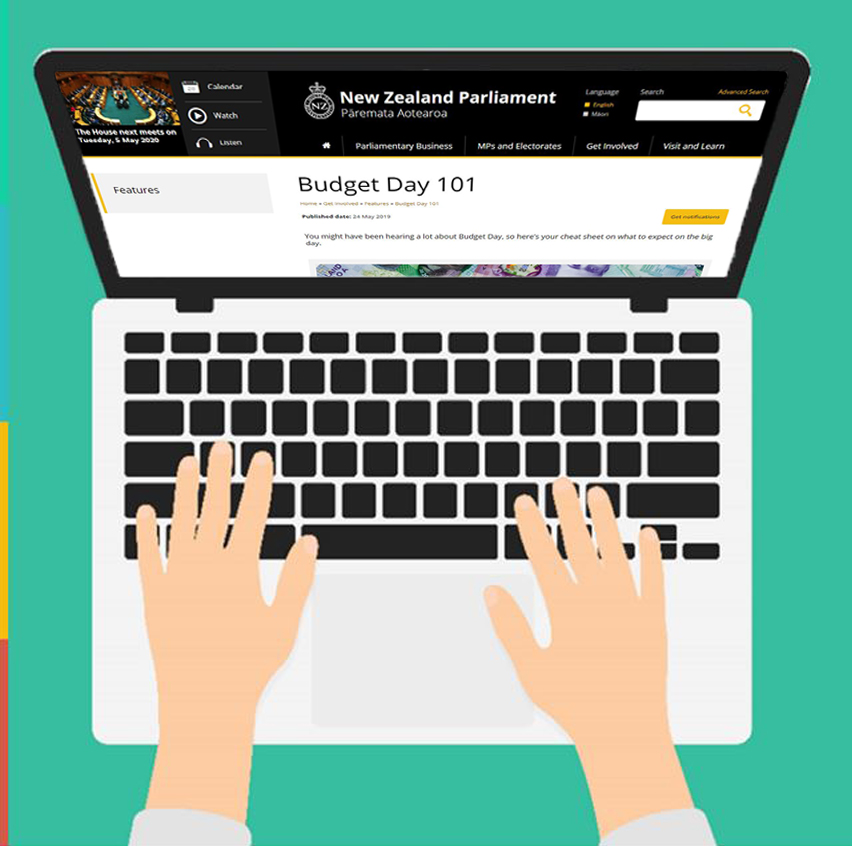 Calendar
Watch
Listen
The House next meets on
Tuesday, 5 May 2020
NZ
New Zealand Parliament
Pāremata Aotearoa
Language
English
Māori
Search
Advanced Search
Parliamentary Business
MPs and Electorates
Get Involved
Visit and Learn
Features
Budget Day 101
Home » Get Involved » Features » Budget Day 101
Published date: 24 May 2019
Get notifications
You might have been hearing a lot about Budget Day, so here's your cheat sheet on what to expect on the big
day.